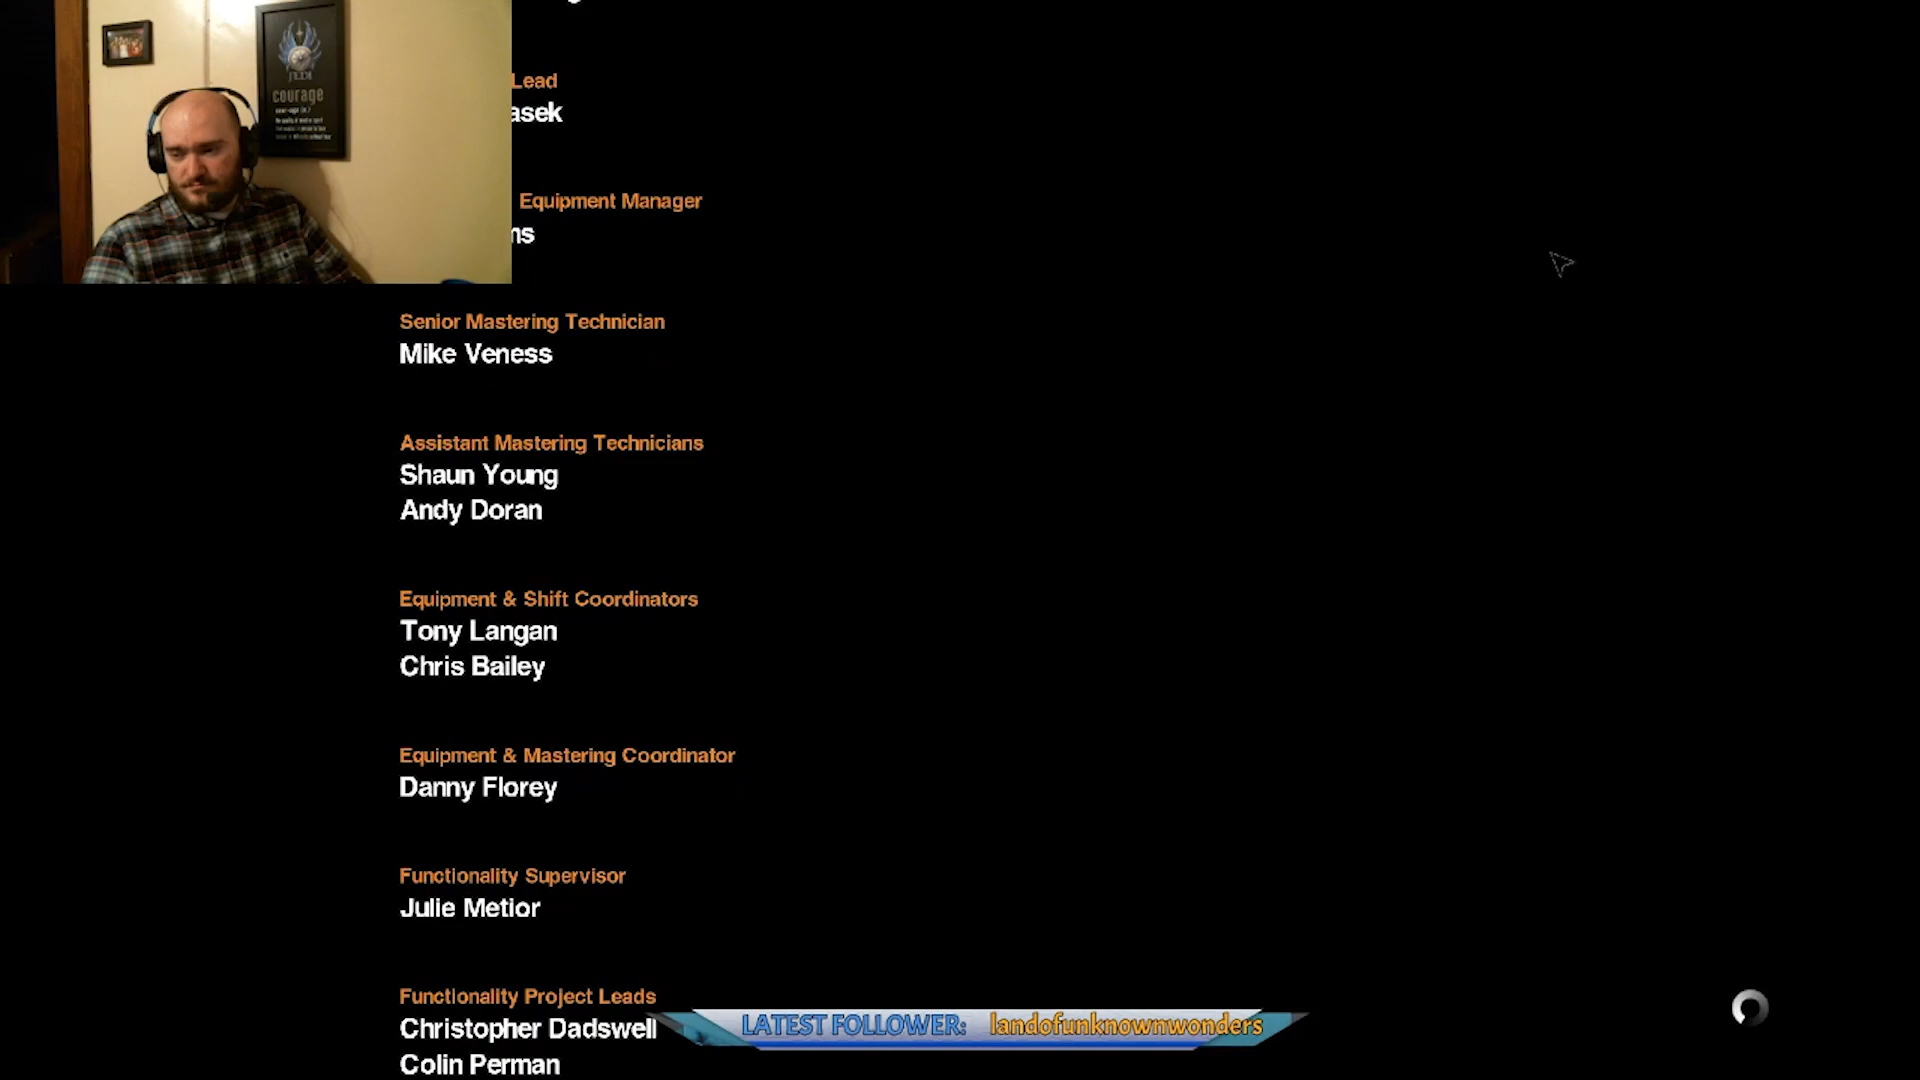 JEDI
courage
Lead
asek
Equipment Manager
ns
Senior Mastering Technician
Mike Veness
Assistant Mastering Technicians
Shaun Young
Andy Doran
Equipment & Shift Coordinators
Tony Langan
Chris Bailey
Equipment & Mastering Coordinator
Danny Florey
Functionality Supervisor
Julie Metior
Functionality Project Leads
Christopher Dadswell
Colin Perman
LATEST FOLLOWER: landofunknownwonders